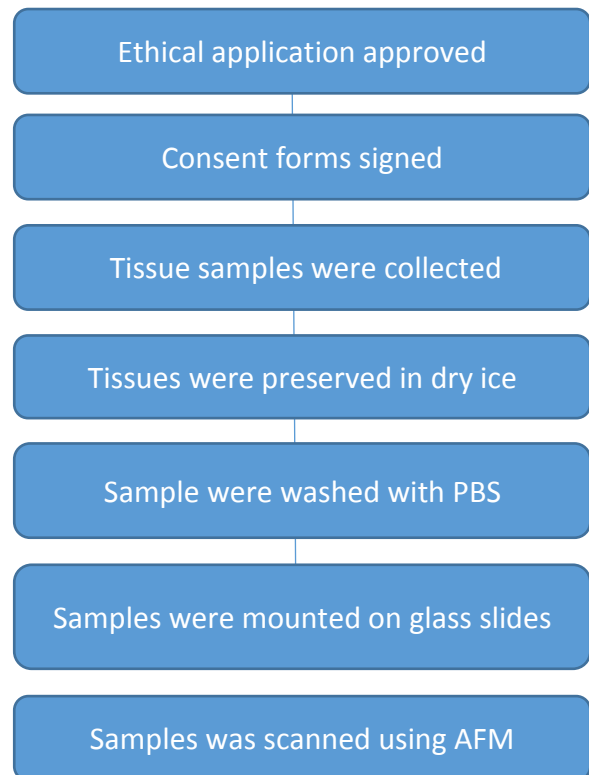 Ethical application approved
Consent forms signed
Tissue samples were collected
Tissues were preserved in dry ice
Sample were washed with PBS
Samples were mounted on glass slides
Samples was scanned using AFM